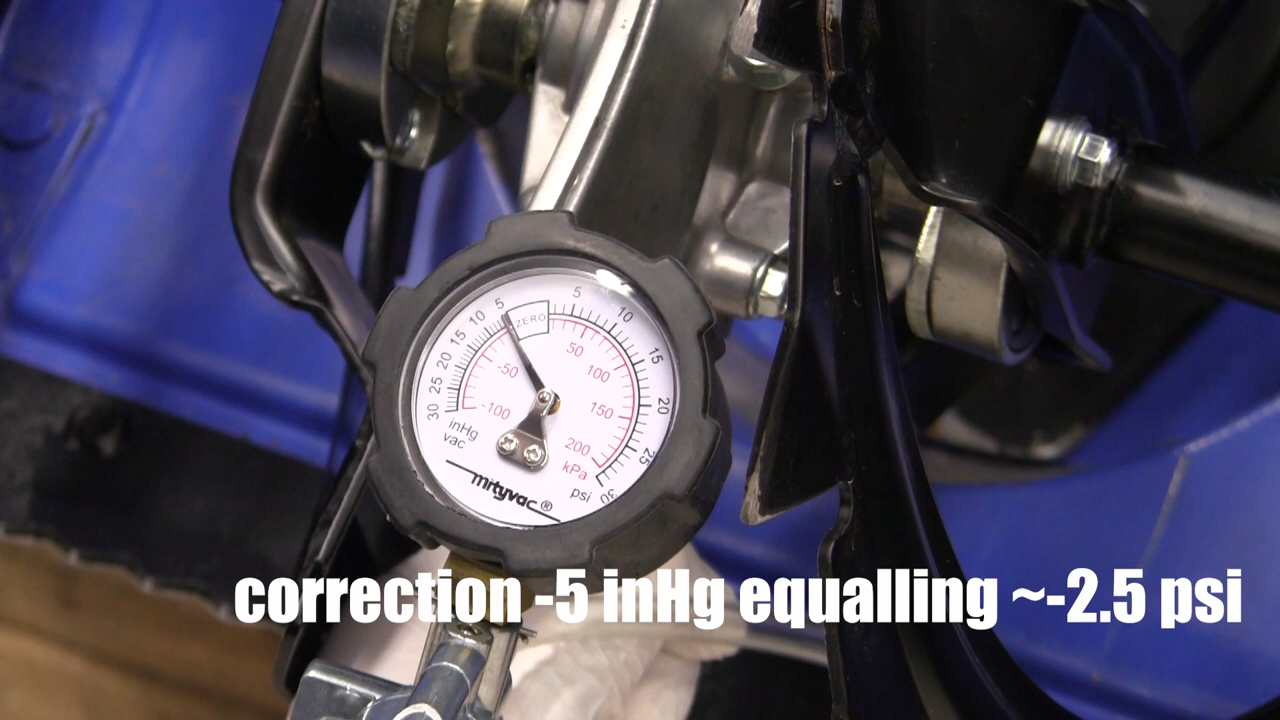 5
10
15
20
25
30
ZERO
5
10
15
20
25
30
-50
-100
50
100
150
200
kPa
psi
inHg
vac
mityvac®
correction -5 inHg equalling ~-2.5 psi